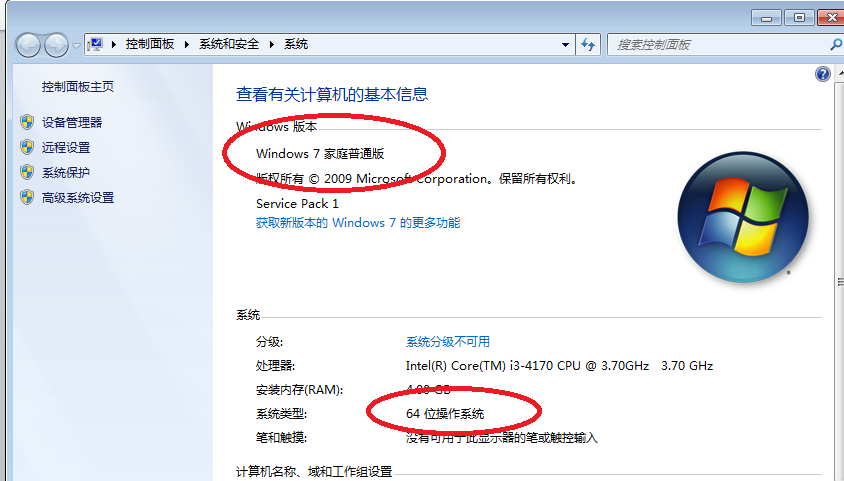 控制面板 ▸ 系统和安全 ▸ 系统
搜索控制面板
控制面板主页
设备管理器
远程设置
系统保护
高级系统设置
查看有关计算机的基本信息
Windows 版本
Windows 7 家庭普通版
版权所有 © 2009 Microsoft Corporation。保留所有权利。
Service Pack 1
获取新版本的 Windows 7 的更多功能
系统
分级: 系统分级不可用
处理器: Intel(R) Core(TM) i3-4170 CPU @ 3.70GHz 3.70 GHz
安装内存(RAM): 4.00 GB
系统类型: 64 位操作系统
笔和触摸: 没有可用于此显示器的笔或触控输入
计算机名称、域和工作组设置